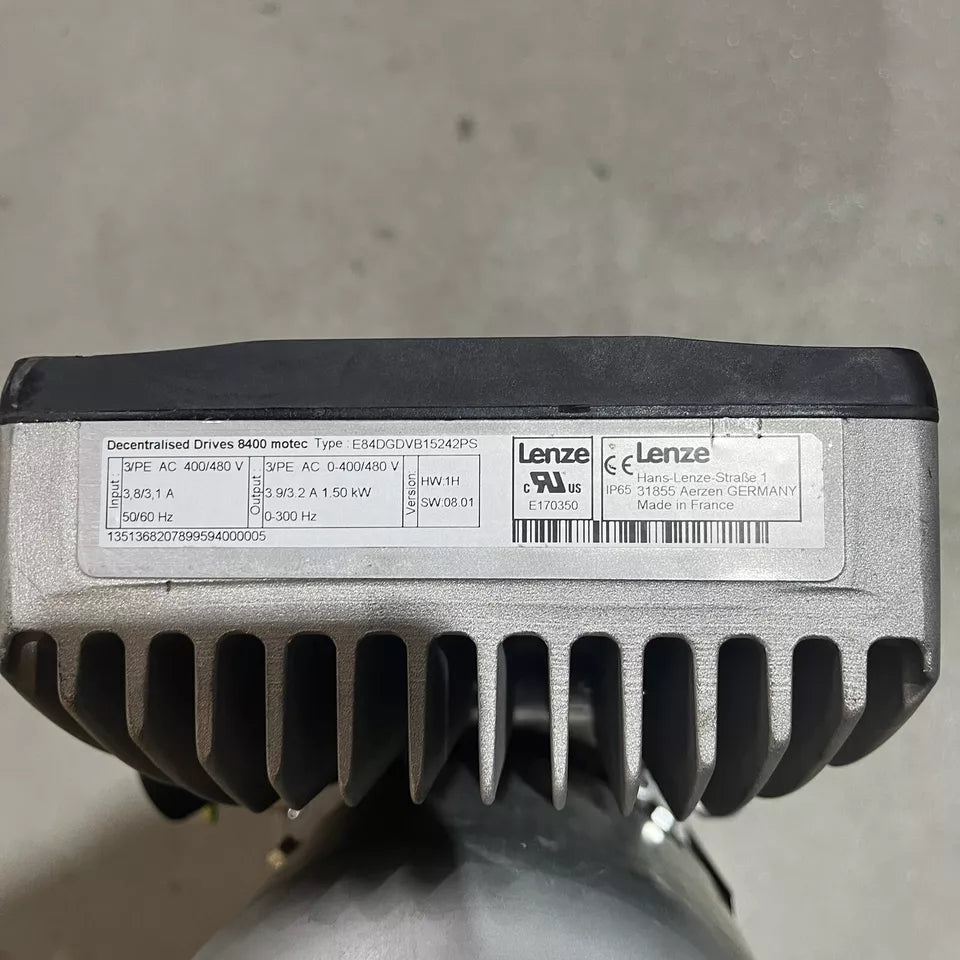 Decentralised Drives 8400 motec Type : E84DGDVB15242PS
Input :
3/PE AC 400/480 V
3,8/3,1 A
50/60 Hz
Output :
3/PE AC 0-400/480 V
3.9/3.2 A 1.50 kW
0-300 Hz
Version:
HW:1H
SW:08.01
1351368207899594000005
Lenze
c RU US
E170350
CE Lenze
Hans-Lenze-Straße 1
IP65 31855 Aerzen GERMANY
Made in France